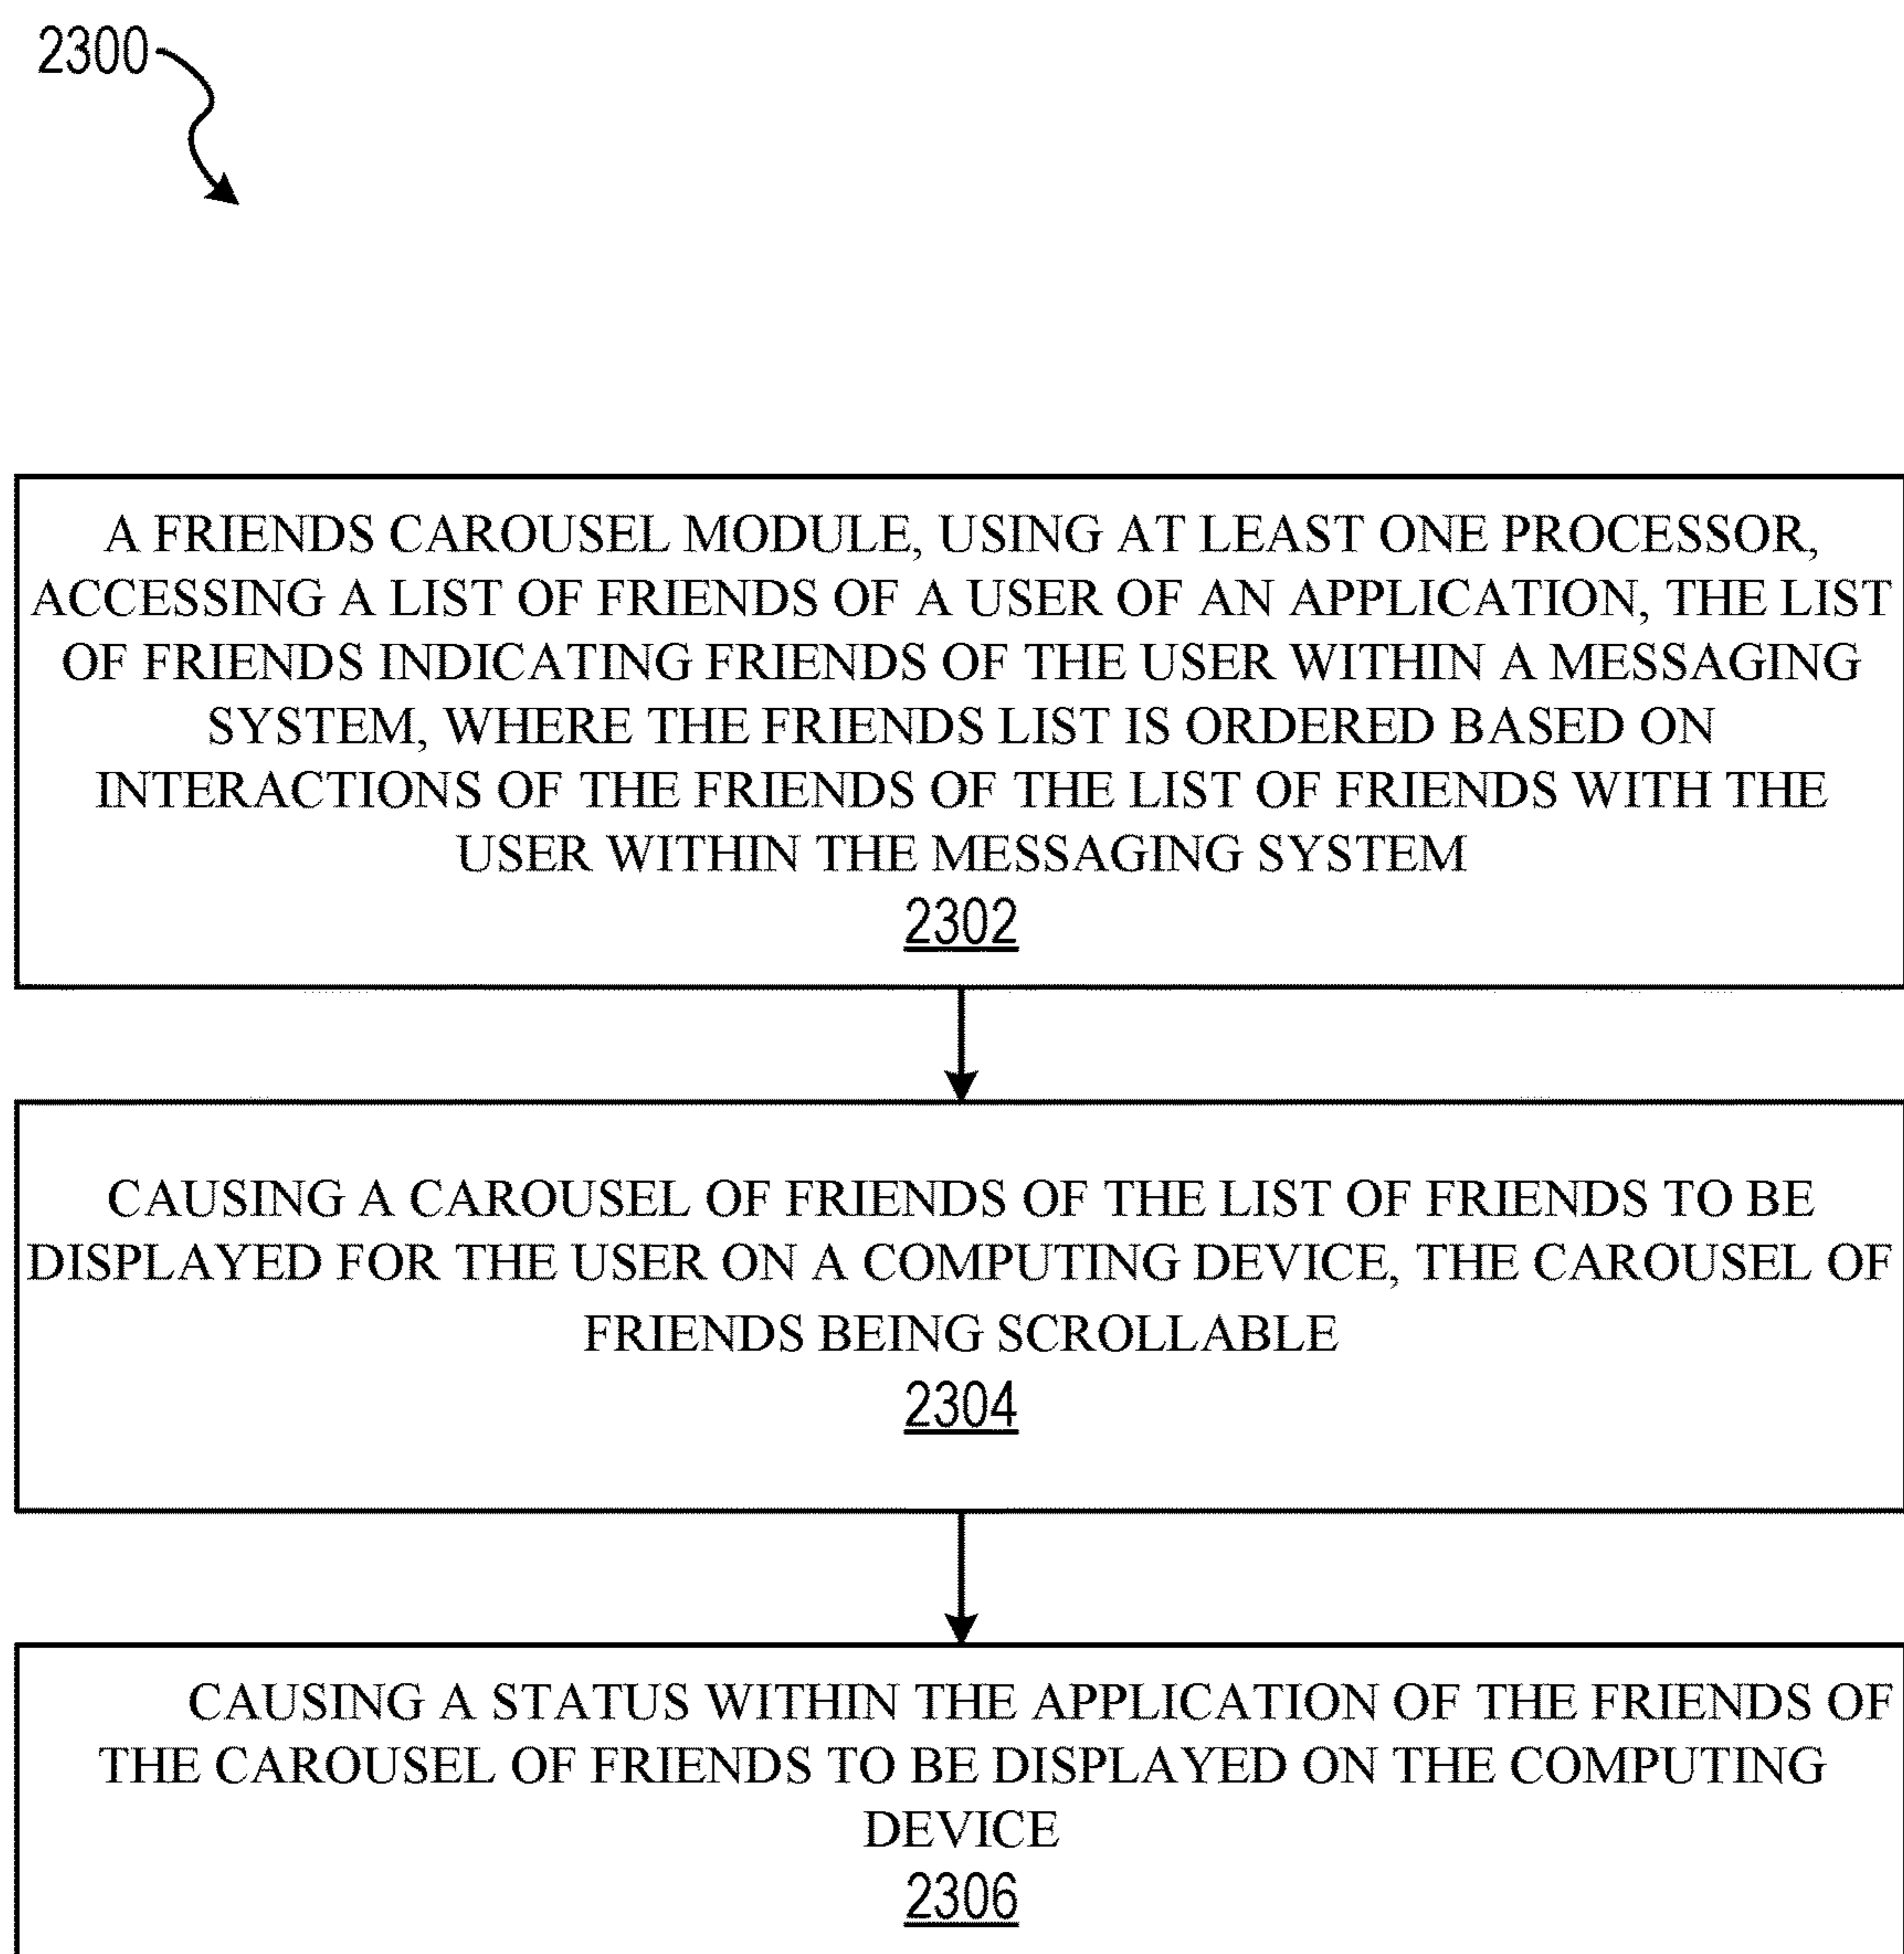 2300
A FRIENDS CAROUSEL MODULE, USING AT LEAST ONE PROCESSOR,
ACCESSING A LIST OF FRIENDS OF A USER OF AN APPLICATION, THE LIST
OF FRIENDS INDICATING FRIENDS OF THE USER WITHIN A MESSAGING
SYSTEM, WHERE THE FRIENDS LIST IS ORDERED BASED ON
INTERACTIONS OF THE FRIENDS OF THE LIST OF FRIENDS WITH THE
USER WITHIN THE MESSAGING SYSTEM
2302
CAUSING A CAROUSEL OF FRIENDS OF THE LIST OF FRIENDS TO BE
DISPLAYED FOR THE USER ON A COMPUTING DEVICE, THE CAROUSEL OF
FRIENDS BEING SCROLLABLE
2304
CAUSING A STATUS WITHIN THE APPLICATION OF THE FRIENDS OF
THE CAROUSEL OF FRIENDS TO BE DISPLAYED ON THE COMPUTING
DEVICE
2306